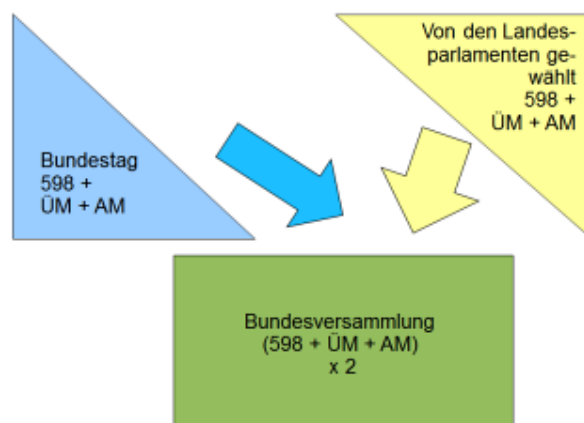 Bundestag
598 +
ÜM + AM
Von den Landes-
parlamenten ge-
wählt
598 +
ÜM + AM
Bundesversammlung
(598 + ÜM + AM)
x 2